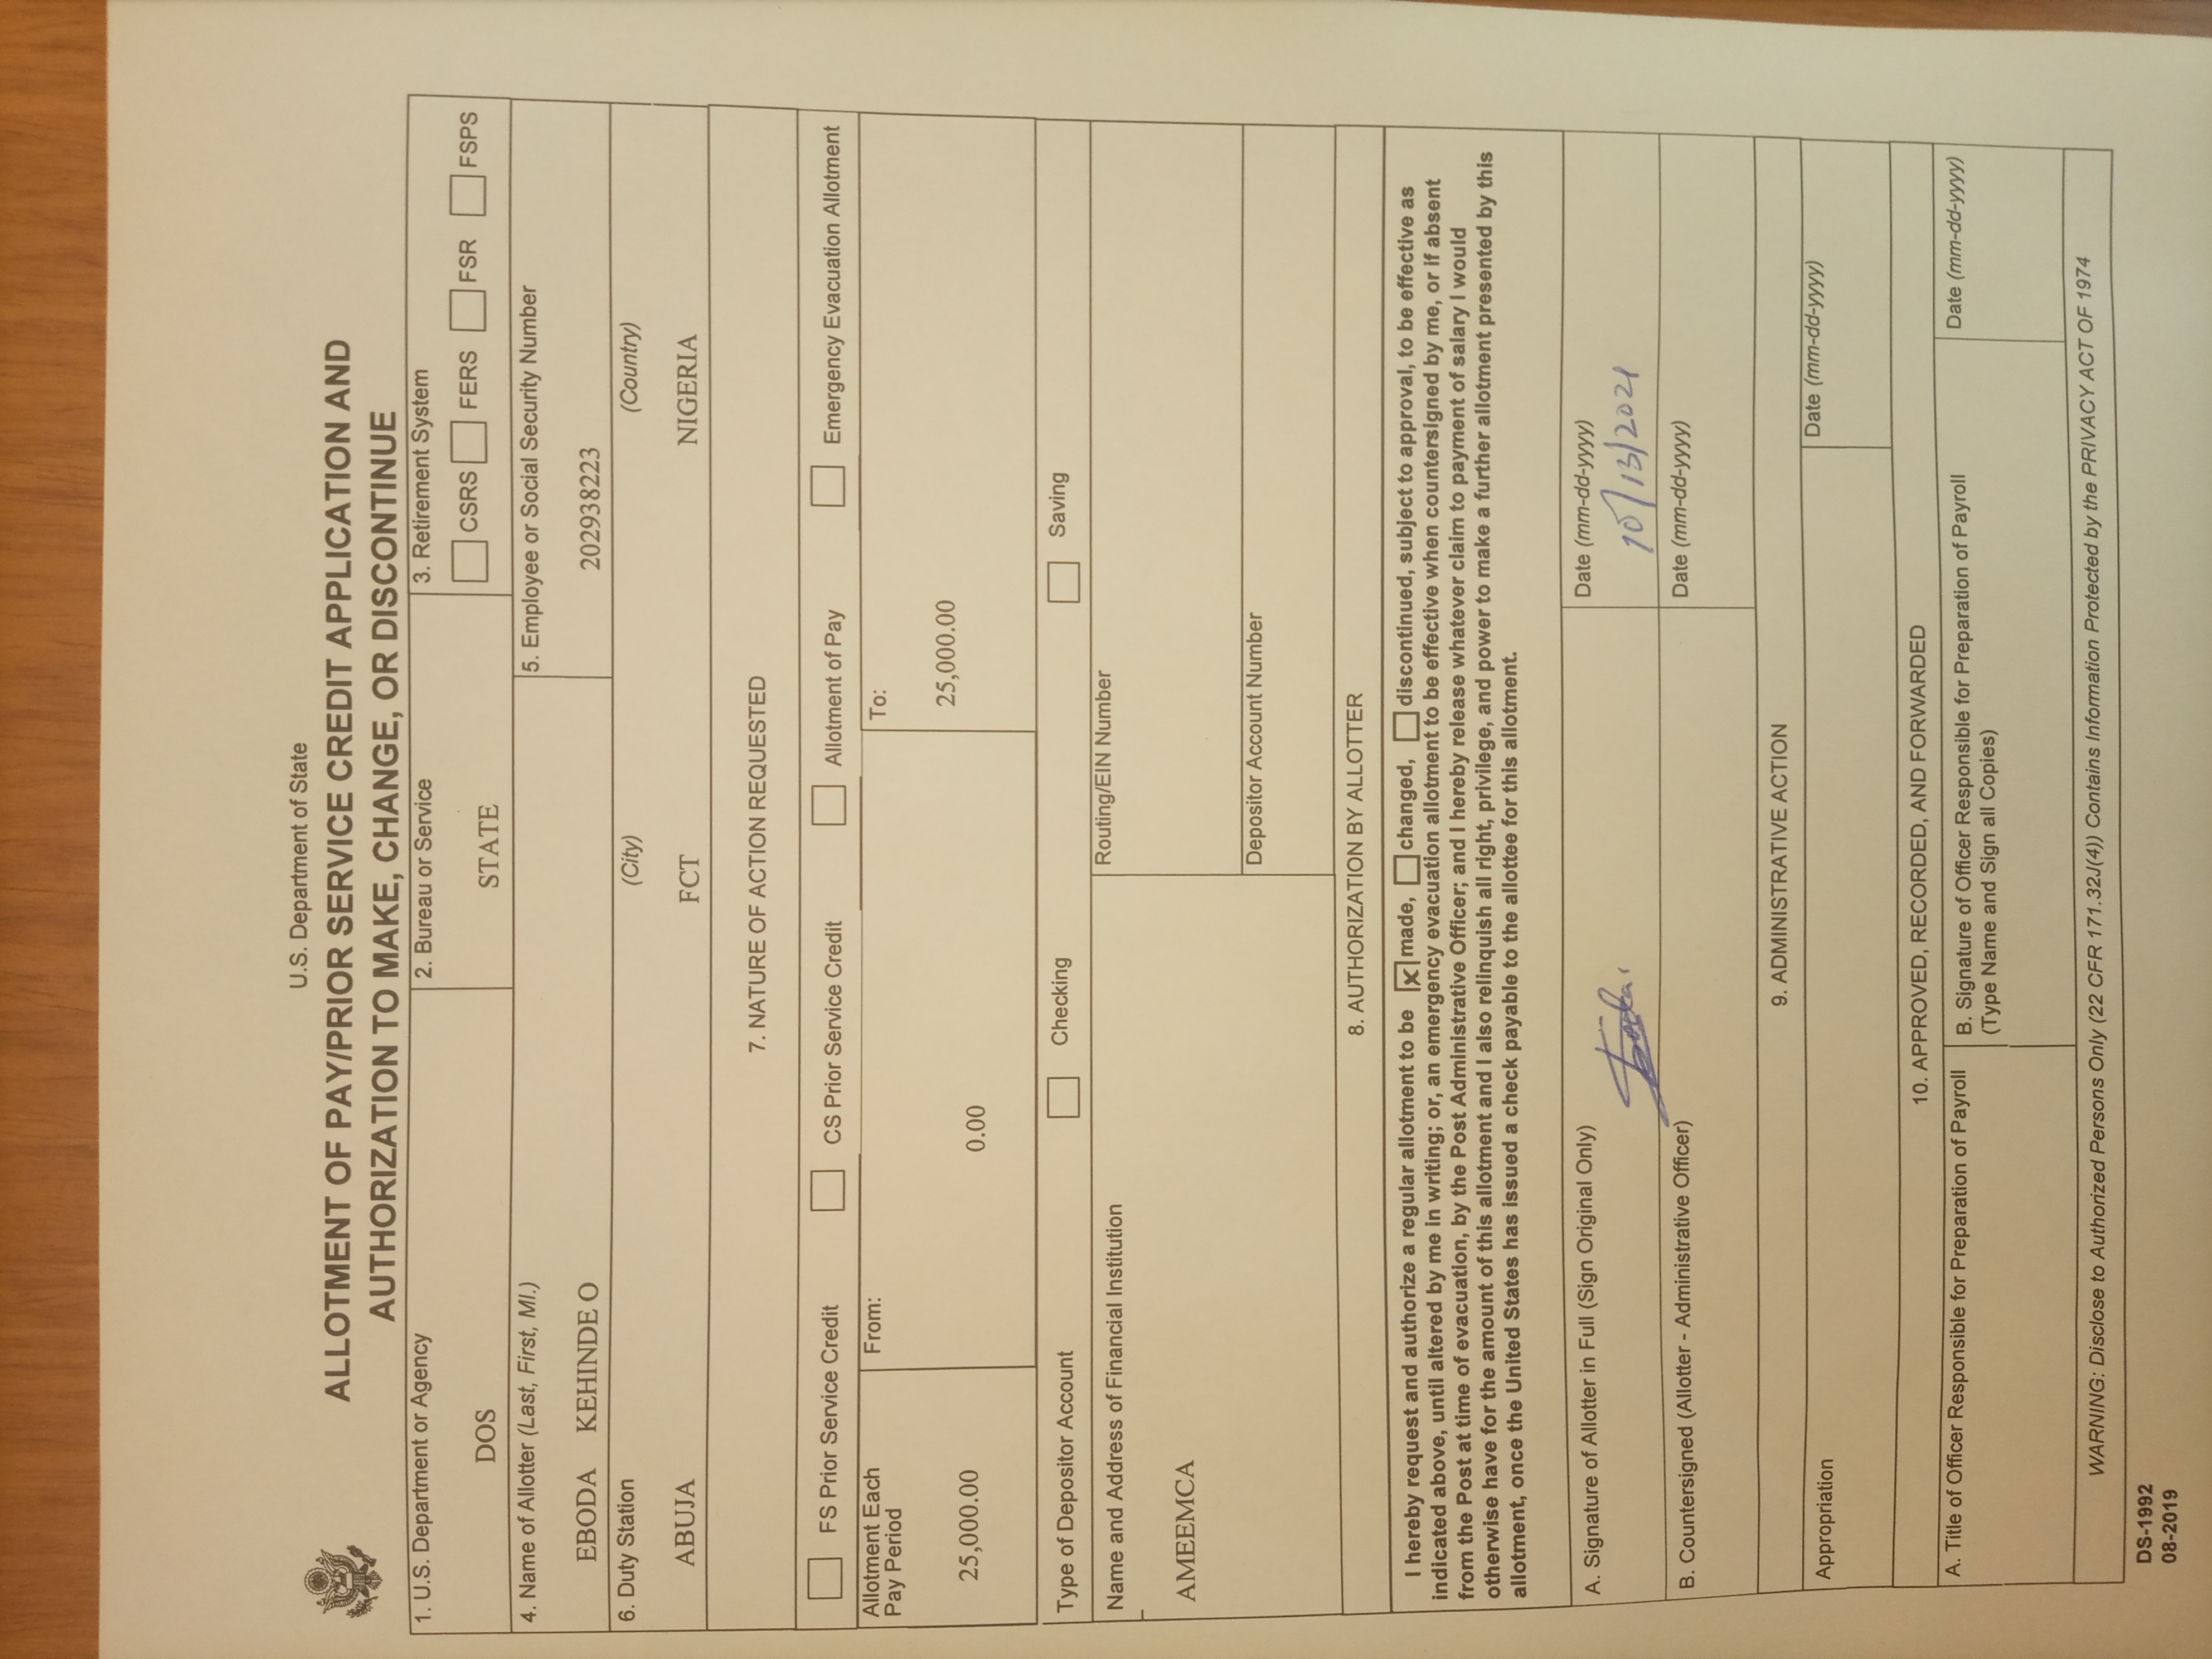 U.S. Department of State
ALLOTMENT OF PAY/PRIOR SERVICE CREDIT APPLICATION AND
AUTHORIZATION TO MAKE, CHANGE, OR DISCONTINUE
1. U.S. Department or Agency
DOS
2. Bureau or Service
STATE
3. Retirement System
CSRS FERS FSR FSPS
4. Name of Allotter (Last, First, MI.)
EBODA KEHINDE O
5. Employee or Social Security Number
202938223
6. Duty Station (City) (Country)
ABUJA FCT NIGERIA
7. NATURE OF ACTION REQUESTED
FS Prior Service Credit CS Prior Service Credit Allotment of Pay Emergency Evacuation Allotment
Allotment Each
Pay Period
25,000.00
From:
0.00
To:
25,000.00
Type of Depositor Account Checking Saving
Name and Address of Financial Institution
AMEEMCA
Routing/EIN Number
Depositor Account Number
8. AUTHORIZATION BY ALLOTTER
I hereby request and authorize a regular allotment to be x made, changed, discontinued, subject to approval, to be effective as
indicated above, until altered by me in writing; or, an emergency evacuation allotment to be effective when countersigned by me, or if absent
from the Post at time of evacuation, by the Post Administrative Officer; and I hereby release whatever claim to payment of salary I would
otherwise have for the amount of this allotment and I also relinquish all right, privilege, and power to make a further allotment presented by this
allotment, once the United States has issued a check payable to the allottee for this allotment.
A. Signature of Allotter in Full (Sign Original Only)
Date (mm-dd-yyyy)
10/13/2021
B. Countersigned (Allotter - Administrative Officer)
Date (mm-dd-yyyy)
9. ADMINISTRATIVE ACTION
Appropriation
Date (mm-dd-yyyy)
10. APPROVED, RECORDED, AND FORWARDED
A. Title of Officer Responsible for Preparation of Payroll
B. Signature of Officer Responsible for Preparation of Payroll
(Type Name and Sign all Copies)
Date (mm-dd-yyyy)
WARNING: Disclose to Authorized Persons Only (22 CFR 171.32J(4)) Contains Information Protected by the PRIVACY ACT OF 1974
DS-1992
08-2019